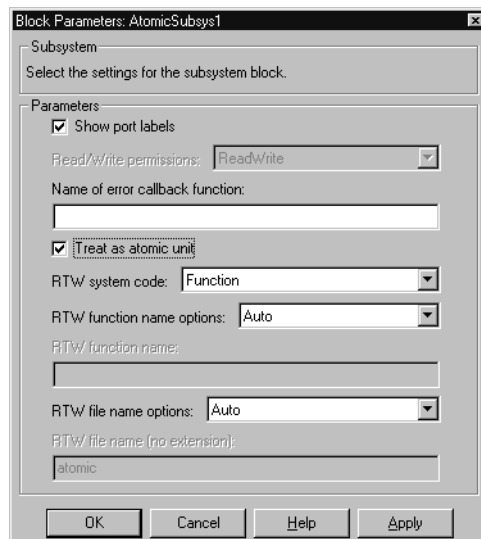 Block Parameters: AtomicSubsys1
Subsystem
Select the settings for the subsystem block.
Parameters
Show port labels
Read/Write permissions: ReadWrite
Name of error callback function:
Treat as atomic unit
RTW system code: Function
RTW function name options: Auto
RTW function name:
RTW file name options: Auto
RTW file name (no extension):
atomic
OK Cancel Help Apply